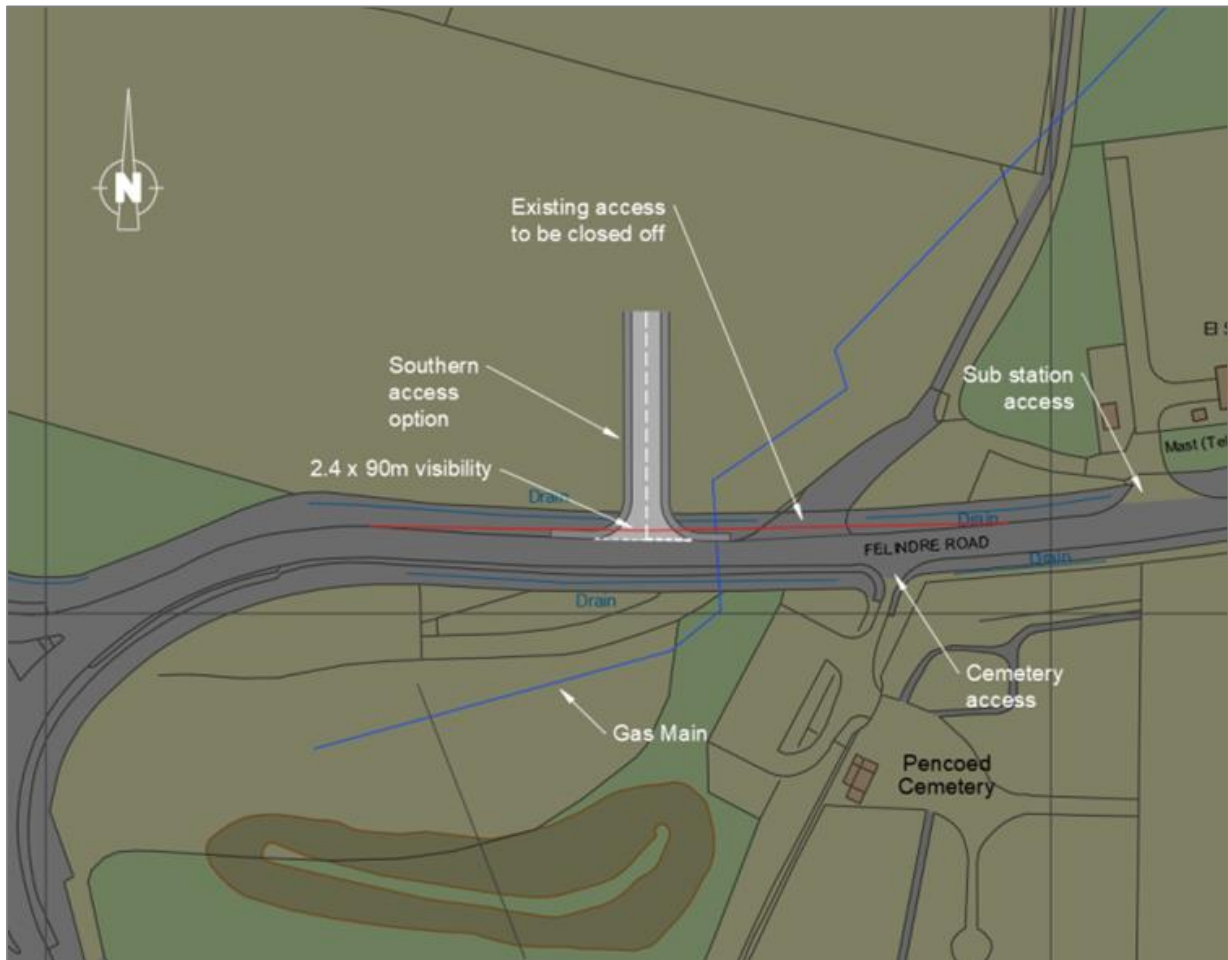 N
Existing access
to be closed off
Southern
access
option
Sub station
access
El S
Mast (Tel
2.4 x 90m visibility
Drain
Drain
FELINDRE ROAD
Drain
Drain
Cemetery
access
Gas Main
Pencoed
Cemetery